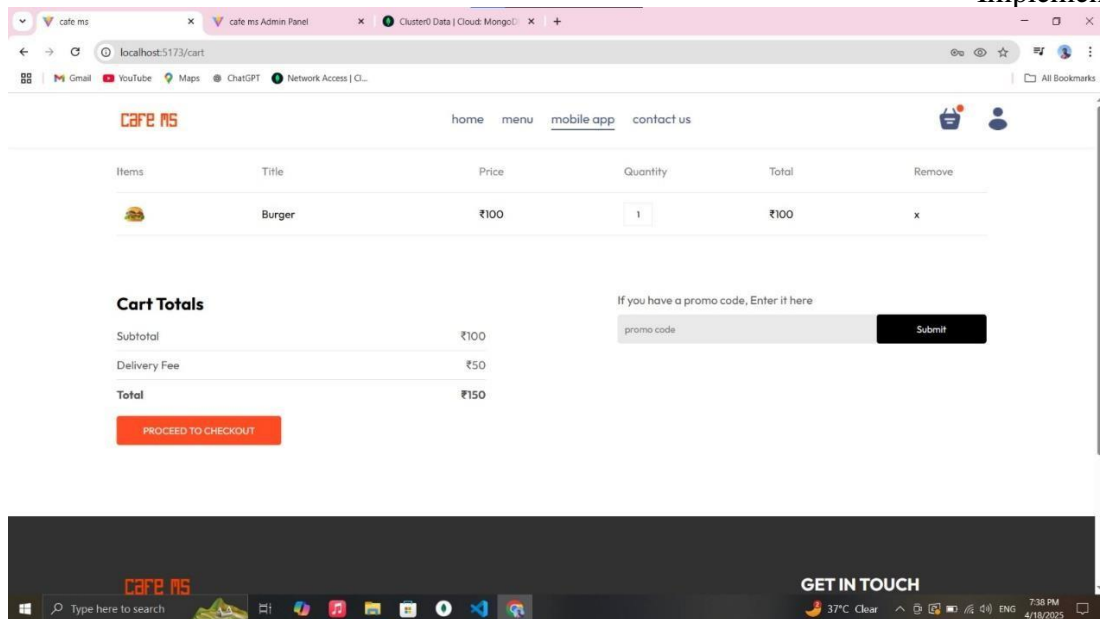 Implemen
cafe ms
cafe ms Admin Panel
Cluster0 Data | Cloud: MongoD
localhost:5173/cart
Gmail YouTube Maps ChatGPT Network Access | Cl... All Bookmarks
CAFE MS home menu mobile app contact us
Items Title Price Quantity Total Remove
Burger ₹100 1 ₹100 x
Cart Totals
If you have a promo code, Enter it here
Subtotal ₹100
promo code Submit
Delivery Fee ₹50
Total ₹150
PROCEED TO CHECKOUT
CAFE MS
GET IN TOUCH
Type here to search 37°C Clear ENG 7:38 PM
4/18/2025